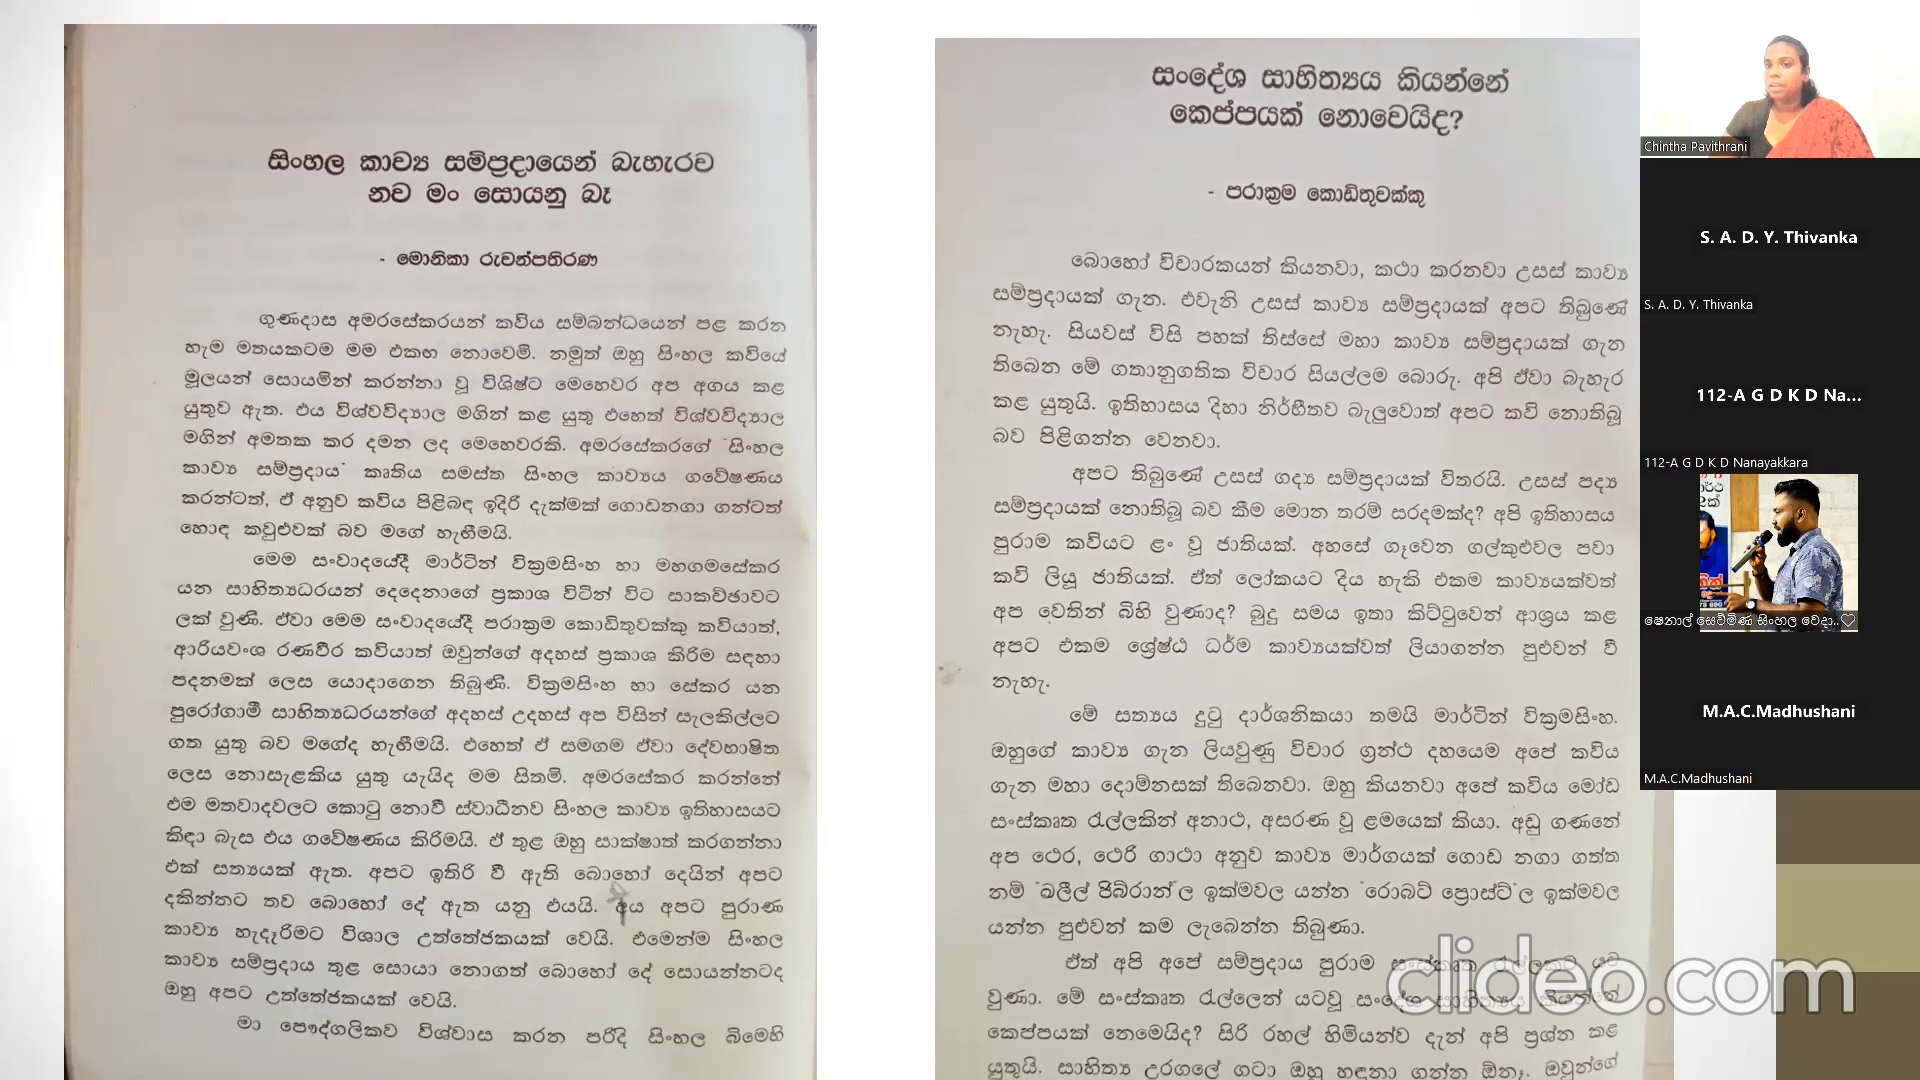 සිංහල කාව්‍ය සම්ප්‍රදායෙන් බැහැරව
නව මං සොයනු බෑ
- මොනිකා රුවන්පතිරණ
ගුණදාස අමරසේකරයන් කවිය සම්බන්ධයෙන් පළ කරන
හැම මතයකටම මම එකඟ නොවෙමි. නමුත් ඔහු සිංහල කවියේ
මූලයන් සොයමින් කරන්නා වූ විශිෂ්ට මෙහෙවර අප අගය කළ
යුතුව ඇත. එය විශ්වවිද්‍යාල මගින් කළ යුතු එහෙත් විශ්වවිද්‍යාල
මගින් අමතක කර දමන ලද මෙහෙවරකි. අමරසේකරගේ "සිංහල
කාව්‍ය සම්ප්‍රදාය" කෘතිය සමස්ත සිංහල කාව්‍යය ගවේෂණය
කරන්ටත්, ඒ අනුව කවිය පිළිබඳ ඉදිරි දැක්මක් ගොඩනගා ගන්ටත්
හොඳ කවුළුවක් බව මගේ හැඟීමයි.
මෙම සංවාදයේදී මාර්ටින් වික්‍රමසිංහ හා මහගමසේකර
යන සාහිත්‍යධරයන් දෙදෙනාගේ ප්‍රකාශ විටින් විට සාකච්ඡාවට
ලක් වුණි. ඒවා මෙම සංවාදයේදී පරාක්‍රම කොඩිතුවක්කු කවියාත්,
ආරියවංශ රණවීර කවියාත් ඔවුන්ගේ අදහස් ප්‍රකාශ කිරීම සඳහා
පදනමක් ලෙස යොදාගෙන තිබුණි. වික්‍රමසිංහ හා සේකර යන
පුරෝගාමී සාහිත්‍යධරයන්ගේ අදහස් උදහස් අප විසින් සැලකිල්ලට
ගත යුතු බව මගේද හැඟීමයි. එහෙත් ඒ සමගම ඒවා දේවභාෂිත
ලෙස නොසැළකිය යුතු යැයිද මම සිතමි. අමරසේකර කරන්නේ
එම මතවාදවලට කොටු නොවී ස්වාධීනව සිංහල කාව්‍ය ඉතිහාසයට
කිඳා බැස එය ගවේෂණය කිරීමයි. ඒ තුළ ඔහු සාක්ෂාත් කරගන්නා
එක් සත්‍යයක් ඇත. අපට ඉතිරි වී ඇති බොහෝ දෙයින් අපට
දකින්නට තව බොහෝ දේ ඇත යනු එයයි. අය අපට පුරාණ
කාව්‍ය හැදෑරීමට විශාල උත්තේජකයක් වෙයි. එමෙන්ම සිංහල
කාව්‍ය සම්ප්‍රදාය තුළ සොයා නොගත් බොහෝ දේ සොයන්නටද
ඔහු අපට උත්තේජකයක් වෙයි.
මා පෞද්ගලිකව විශ්වාස කරන පරිදි සිංහල බිමෙහි
සංදේශ සාහිත්‍යය කියන්නේ
කෙප්පයක් නොවෙයිද?
- පරාක්‍රම කොඩිතුවක්කු
බොහෝ විචාරකයන් කියනවා, කථා කරනවා උසස් කාව්‍ය
සම්ප්‍රදායක් ගැන. එවැනි උසස් කාව්‍ය සම්ප්‍රදායක් අපට තිබුණේ
නැහැ. සියවස් විසි පහක් තිස්සේ මහා කාව්‍ය සම්ප්‍රදායක් ගැන
තිබෙන මේ ගතානුගතික විචාර සියල්ලම බොරු. අපි ඒවා බැහැර
කළ යුතුයි. ඉතිහාසය දිහා නිර්භීතව බැලුවොත් අපට කවි නොතිබූ
බව පිළිගන්න වෙනවා.
අපට තිබුණේ උසස් ගද්‍ය සම්ප්‍රදායක් විතරයි. උසස් පද්‍ය
සම්ප්‍රදායක් නොතිබූ බව කීම මොන තරම් සරදමක්ද? අපි ඉතිහාසය
පුරාම කවියට ළං වූ ජාතියක්. අහසේ ගෑවෙන ගල්කුළුවල පවා
කවි ලියූ ජාතියක්. ඒත් ලෝකයට දිය හැකි එකම කාව්‍යයක්වත්
අප වෙතින් බිහි වුණාද? බුදු සමය ඉතා කිට්ටුවෙන් ආශ්‍රය කළ
අපට එකම ශ්‍රේෂ්ඨ ධර්ම කාව්‍යයක්වත් ලියාගන්න පුළුවන් වී
නැහැ.
මේ සත්‍යය දුටු දාර්ශනිකයා තමයි මාර්ටින් වික්‍රමසිංහ.
ඔහුගේ කාව්‍ය ගැන ලියවුණු විචාර ග්‍රන්ථ දහයෙම අපේ කවිය
ගැන මහා දොම්නසක් තිබෙනවා. ඔහු කියනවා අපේ කවිය මෝඩ
සංස්කෘත රැල්ලකින් අනාථ, අසරණ වූ ළමයෙක් කියා. අඩු ගණනේ
අප ථෙර, ථෙරී ගාථා අනුව කාව්‍ය මාර්ගයක් ගොඩ නගා ගත්ත
නම් "ඛලීල් ජිබ්රාන්"ල ඉක්මවල යන්න "රොබට් ප්‍රොස්ට්"ල ඉක්මවල
යන්න පුළුවන් කම ලැබෙන්න තිබුණා.
ඒත් අපි අපේ සම්ප්‍රදාය පුරාම සංස්කෘත රැල්ලකට යට
වුණා. මේ සංස්කෘත රැල්ලෙන් යටවූ සංදේශ සාහිත්‍යය කියන්නේ
කෙප්පයක් නෙමෙයිද? සිරි රහල් හිමියන්ව දැන් අපි ප්‍රශ්න කළ
යුතුයි. සාහිත්‍ය උරගලේ ගටා ඔහු හඳුනා ගන්න ඕනෑ. ඔවුන්ගේ
clideo.com
Chintha Pavithrani
S. A. D. Y. Thivanka
S. A. D. Y. Thivanka
112-A G D K D Na...
112-A G D K D Nanayakkara
ෂෙනාල් සෙව්මිණ සිංහල වේදා..
M.A.C.Madhushani
M.A.C.Madhushani